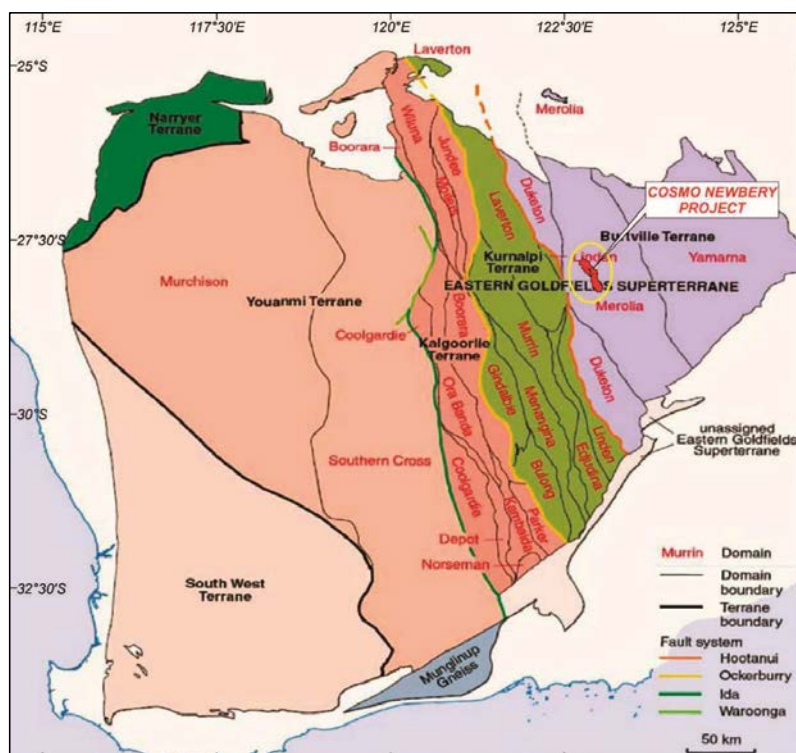 115°
117°30'E
120°E
122°30'E
125°E
25°S
27°30'S
30°S
32°30'S
Laverton
Narryer
Terrane
Wiluna
Merolia
Boorara
Jundee
Duketon
COSMO NEWBERY
PROJECT
Laverton
Burtville Terrane
Kurnalpi
Terrane
Linden
Yamarna
Murchison
EASTERN GOLDFIELDS SUPERTERRANE
Youanmi Terrane
Merolia
Boorara
Coolgardie
Kalgoorlie
Terrane
Murrin
Gindalbie
Menangina
Duketon
Ora Banda
unassigned
Eastern Goldfields
Superterrane
Southern Cross
Coolgardie
Bulong
Edjudina
Linden
Parker
Kambalda
Depot
Norseman
South West
Terrane
Munglinup
Gneiss
Murrin Domain
Domain
boundary
Terrane
boundary
Fault system
Hootanui
Ockerburry
Ida
Waroonga
50 km